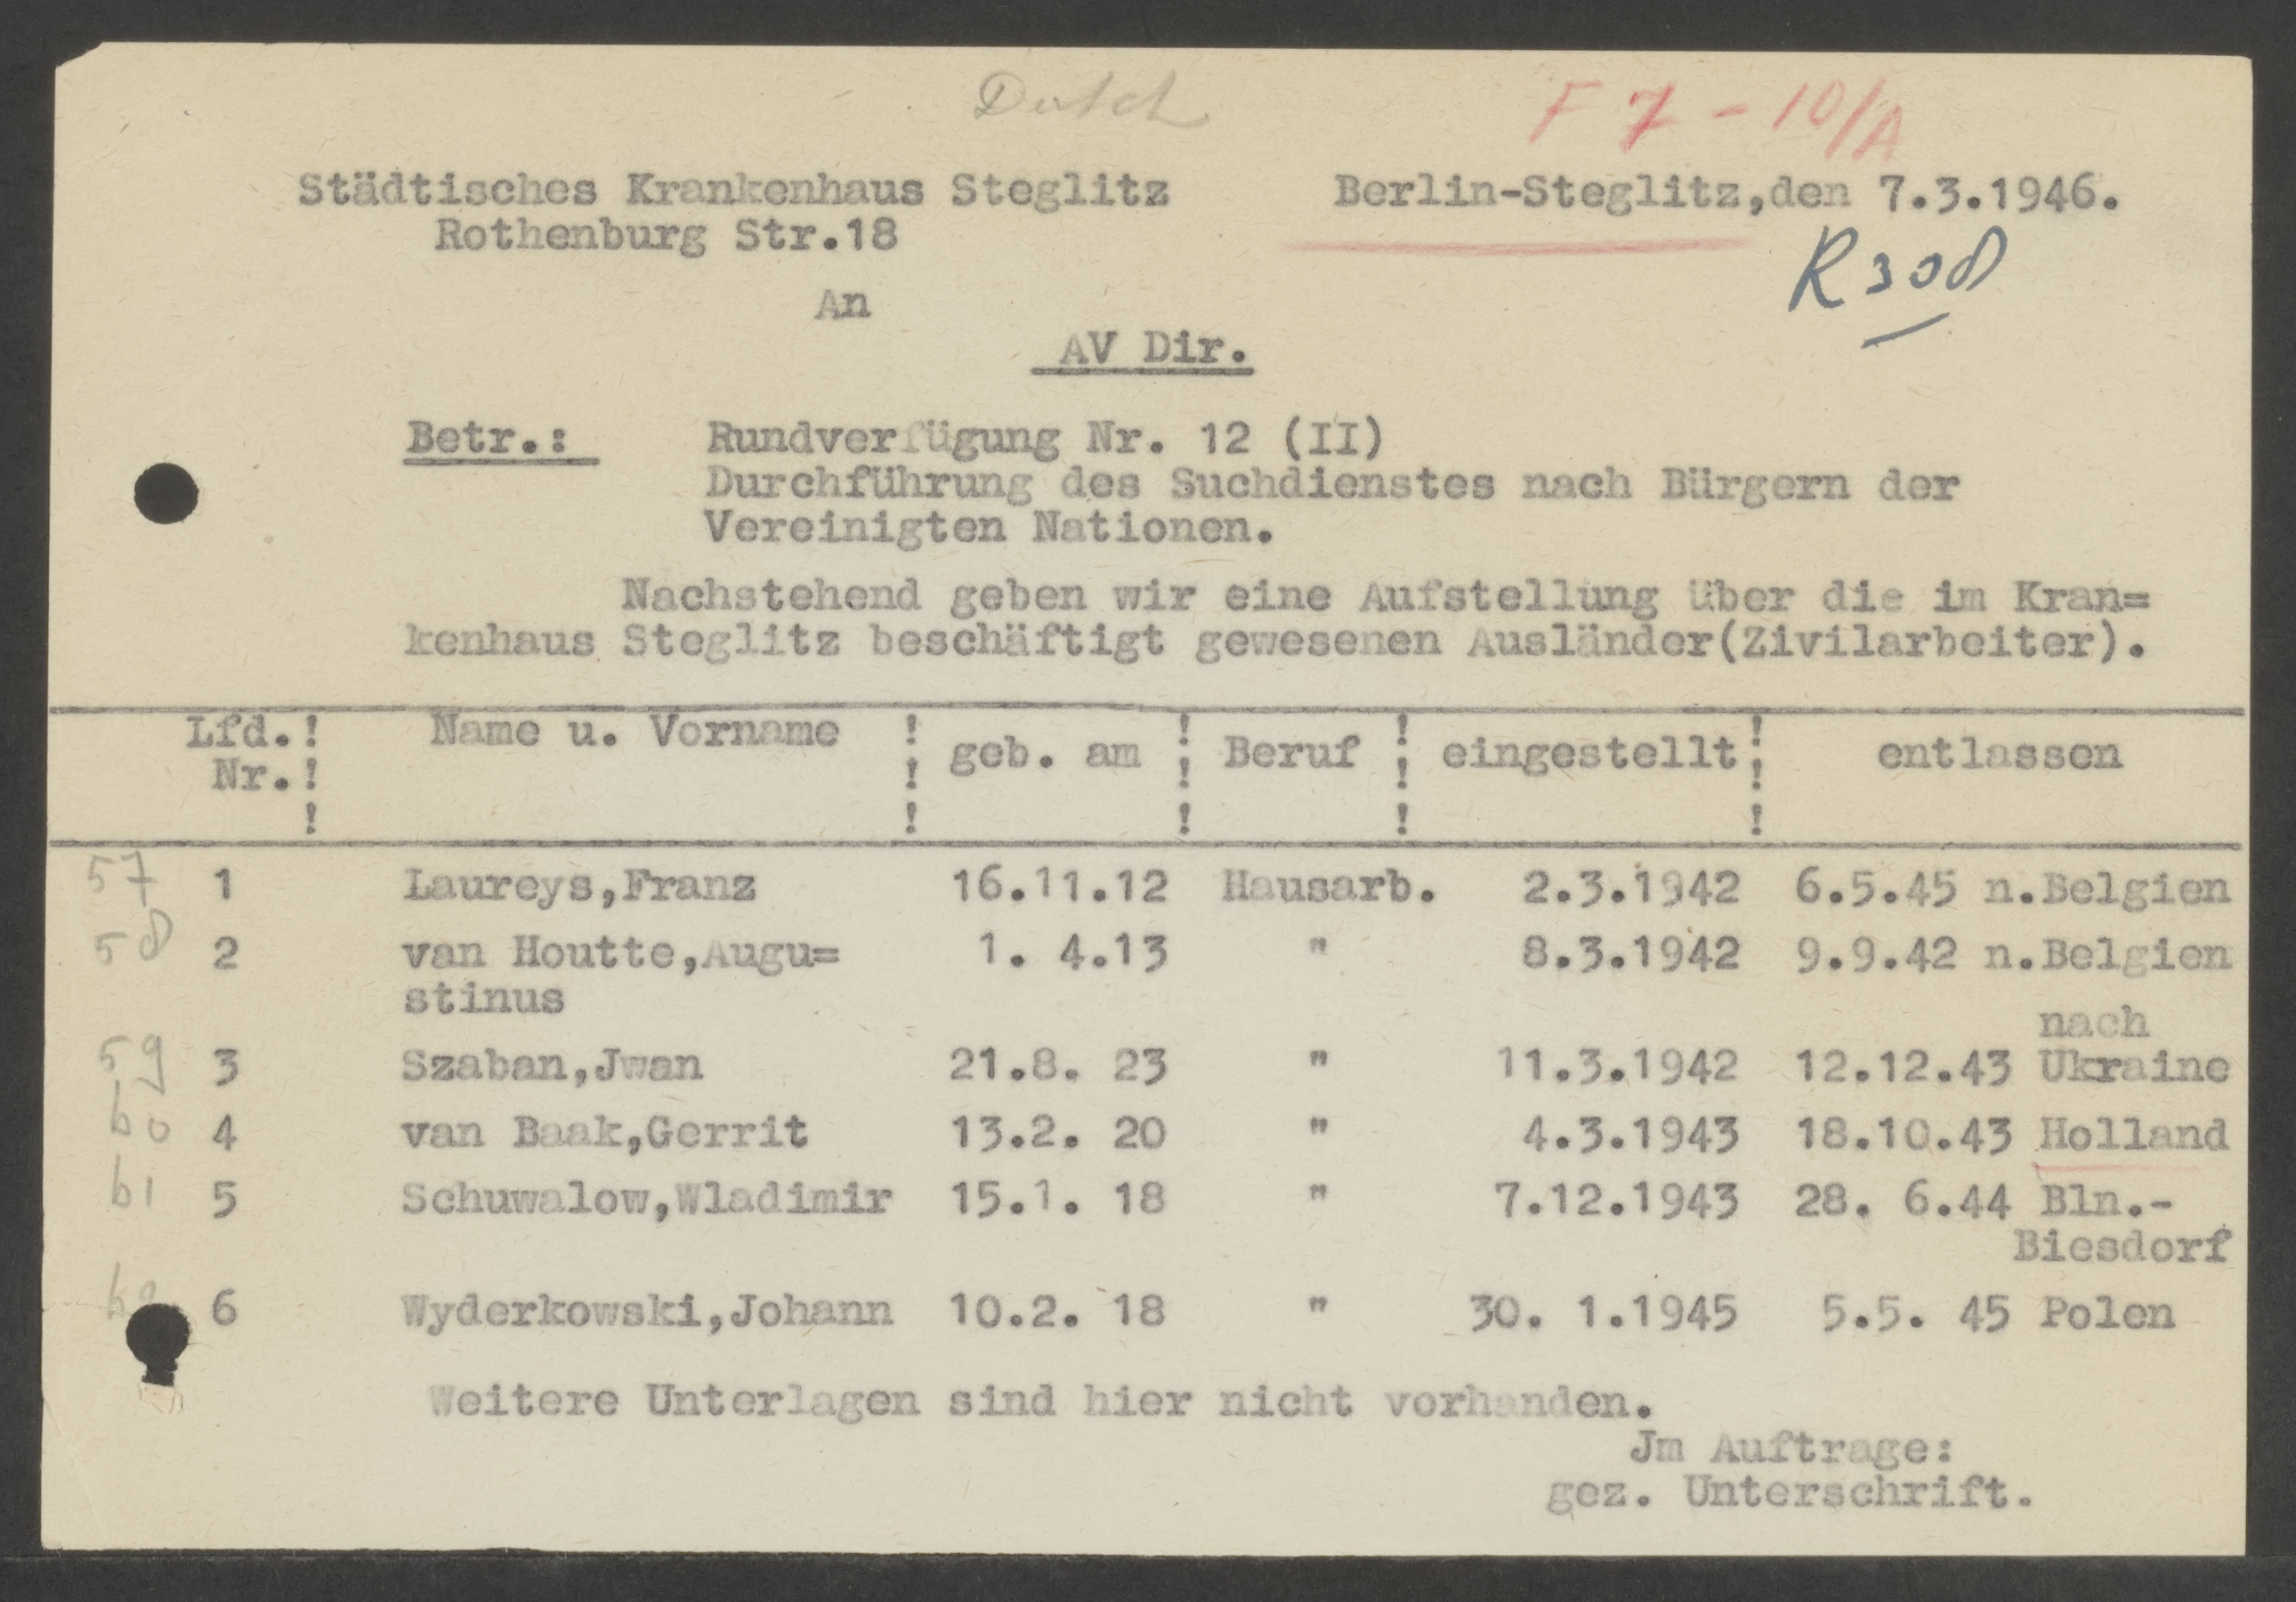 Dutch
F 7 - 10/A
Städtisches Krankenhaus Steglitz
Berlin-Steglitz,den 7.3.1946.
Rothenburg Str.18
R308
An
AV Dir.
Betr.: Rundverfügung Nr. 12 (II)
Durchführung des Suchdienstes nach Bürgern der
Vereinigten Nationen.
Nachstehend geben wir eine Aufstellung über die im Kran=
kenhaus Steglitz beschäftigt gewesenen Ausländer(Zivilarbeiter).
Lfd.! Name u. Vorname ! geb. am ! Beruf ! eingestellt ! entlassen
Nr.!
57 1 Laureys,Franz 16.11.12 Hausarb. 2.3.1942 6.5.45 n.Belgien
58 2 van Houtte,Augu= 1. 4.13 " 8.3.1942 9.9.42 n.Belgien
stinus
nach
59 3 Szaban,Jwan 21.8. 23 " 11.3.1942 12.12.43 Ukraine
60 4 van Baak,Gerrit 13.2. 20 " 4.3.1943 18.10.43 Holland
61 5 Schuwalow,Wladimir 15.1. 18 " 7.12.1943 28. 6.44 Bln.-
Biesdorf
6 Wyderkowski,Johann 10.2. 18 " 30. 1.1945 5.5. 45 Polen
Weitere Unterlagen sind hier nicht vorhanden.
Jm Auftrage:
gez. Unterschrift.